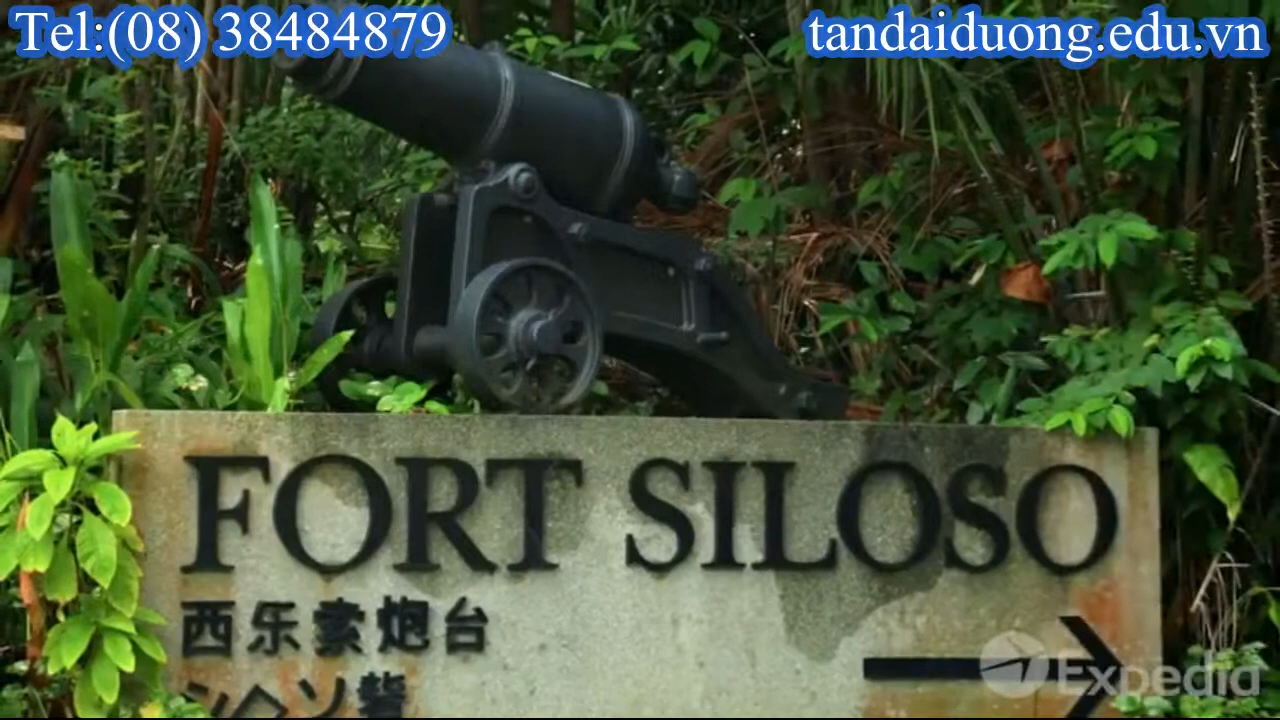 Tel:(08) 38484879
tandaiduong.edu.vn
FORT SILOSO
西乐索炮台
Expedia